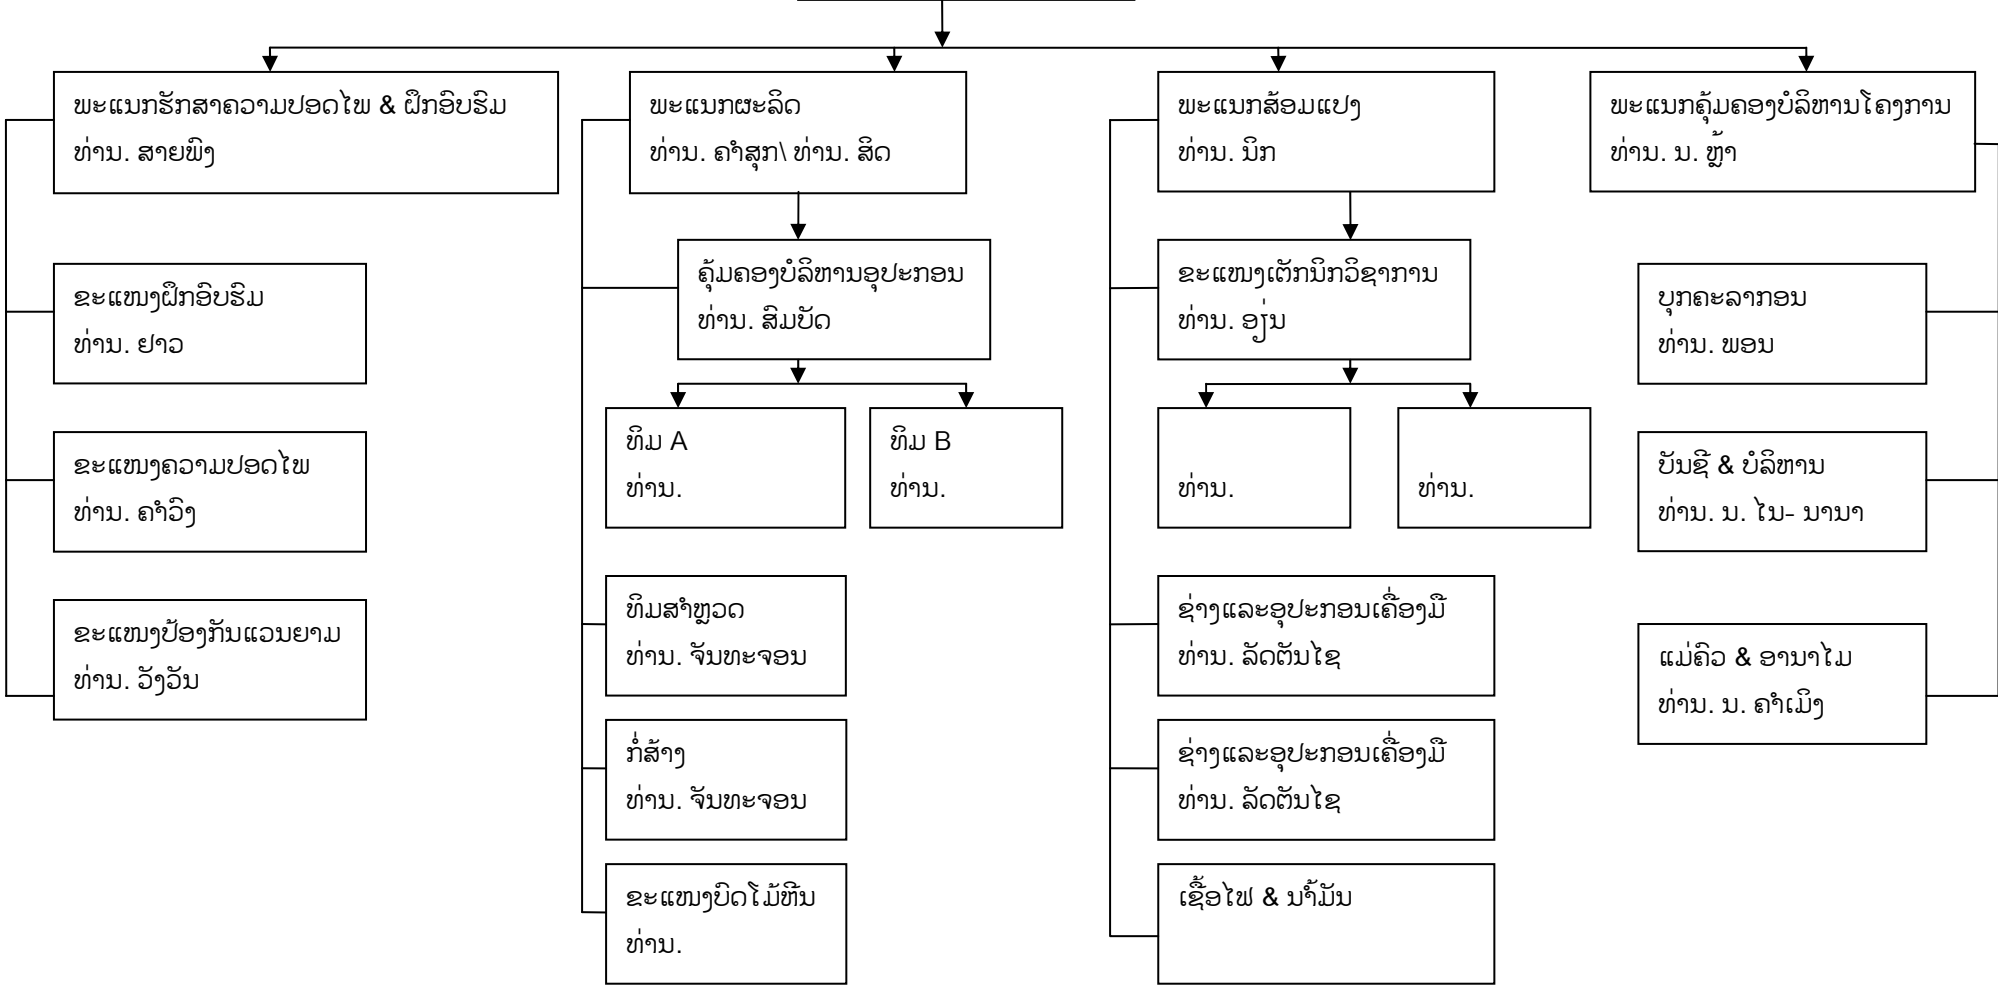 ພະແນກຮັກສາຄວາມປອດໄພ & ຝຶກອົບຮົມ
ທ່ານ. ສາຍພົງ
ຂະແໜງຝຶກອົບຮົມ
ທ່ານ. ຢາວ
ຂະແໜງຄວາມປອດໄພ
ທ່ານ. ຄຳວົງ
ຂະແໜງປ້ອງກັນແວນຍາມ
ທ່ານ. ວັງວັນ
ພະແນກຜະລິດ
ທ່ານ. ຄຳສຸກ\ ທ່ານ. ສິດ
ຄຸ້ມຄອງບໍລິຫານອຸປະກອນ
ທ່ານ. ສົມບັດ
ທິມ A
ທ່ານ.
ທິມ B
ທ່ານ.
ທິມສຳຫຼວດ
ທ່ານ. ຈັນທະຈອນ
ກໍ່ສ້າງ
ທ່ານ. ຈັນທະຈອນ
ຂະແໜງບົດໂມ້ຫີນ
ທ່ານ.
ພະແນກສ້ອມແປງ
ທ່ານ. ນິກ
ຂະແໜງເຕັກນິກວິຊາການ
ທ່ານ. ອຽ່ນ
ທ່ານ.
ທ່ານ.
ຊ່າງແລະອຸປະກອນເຄື່ອງມື
ທ່ານ. ລັດຕັນໄຊ
ຊ່າງແລະອຸປະກອນເຄື່ອງມື
ທ່ານ. ລັດຕັນໄຊ
ເຊື້ອໄຟ & ນ້ຳມັນ
ພະແນກຄຸ້ມຄອງບໍລິຫານໂຄງການ
ທ່ານ. ນ. ຫຼ້າ
ບຸກຄະລາກອນ
ທ່ານ. ພອນ
ບັນຊີ & ບໍລິຫານ
ທ່ານ. ນ. ໄນ- ນານາ
ແມ່ຄົວ & ອານາໄມ
ທ່ານ. ນ. ຄຳເມິງ